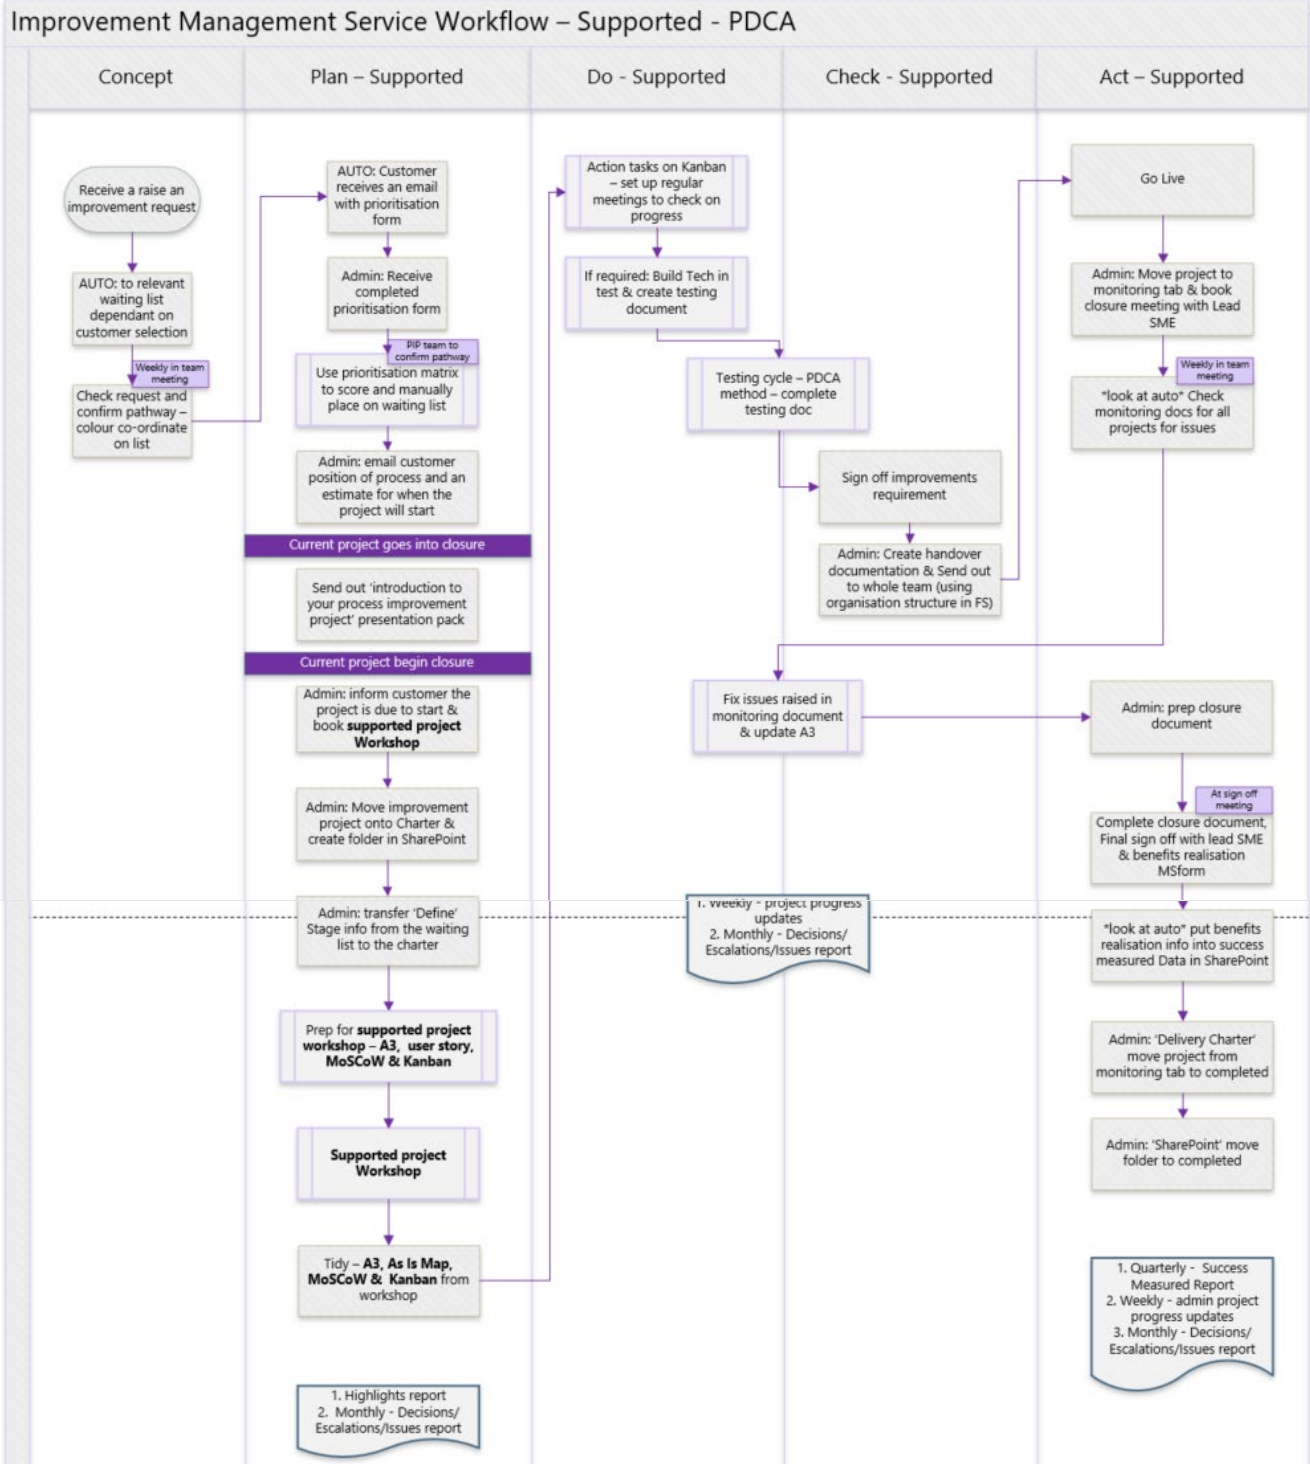 Improvement Management Service Workflow – Supported - PDCA
Concept
Plan – Supported
Do - Supported
Check - Supported
Act – Supported
Receive a raise an
improvement request
AUTO: to relevant
waiting list
dependant on
customer selection
Weekly in team
meeting
Check request and
confirm pathway –
colour co-ordinate
on list
AUTO: Customer
receives an email
with prioritisation
form
Admin: Receive
completed
prioritisation form
PIP team to
confirm pathway
Use prioritisation matrix
to score and manually
place on waiting list
Admin: email customer
position of process and an
estimate for when the
project will start
Current project goes into closure
Send out 'introduction to
your process improvement
project' presentation pack
Current project begin closure
Admin: inform customer the
project is due to start &
book supported project
Workshop
Admin: Move improvement
project onto Charter &
create folder in SharePoint
Admin: transfer 'Define'
Stage info from the waiting
list to the charter
Prep for supported project
workshop – A3, user story,
MoSCoW & Kanban
Supported project
Workshop
Tidy – A3, As Is Map,
MoSCoW & Kanban from
workshop
1. Highlights report
2. Monthly - Decisions/
Escalations/Issues report
Action tasks on Kanban
– set up regular
meetings to check on
progress
If required: Build Tech in
test & create testing
document
Testing cycle – PDCA
method – complete
testing doc
Sign off improvements
requirement
Admin: Create handover
documentation & Send out
to whole team (using
organisation structure in FS)
Fix issues raised in
monitoring document
& update A3
1. Weekly - project progress
updates
2. Monthly - Decisions/
Escalations/Issues report
Go Live
Admin: Move project to
monitoring tab & book
closure meeting with Lead
SME
Weekly in team
meeting
*look at auto* Check
monitoring docs for all
projects for issues
Admin: prep closure
document
At sign off
meeting
Complete closure document,
Final sign off with lead SME
& benefits realisation
MSform
*look at auto* put benefits
realisation info into success
measured Data in SharePoint
Admin: 'Delivery Charter'
move project from
monitoring tab to completed
Admin: 'SharePoint' move
folder to completed
1. Quarterly - Success
Measured Report
2. Weekly - admin project
progress updates
3. Monthly - Decisions/
Escalations/Issues report